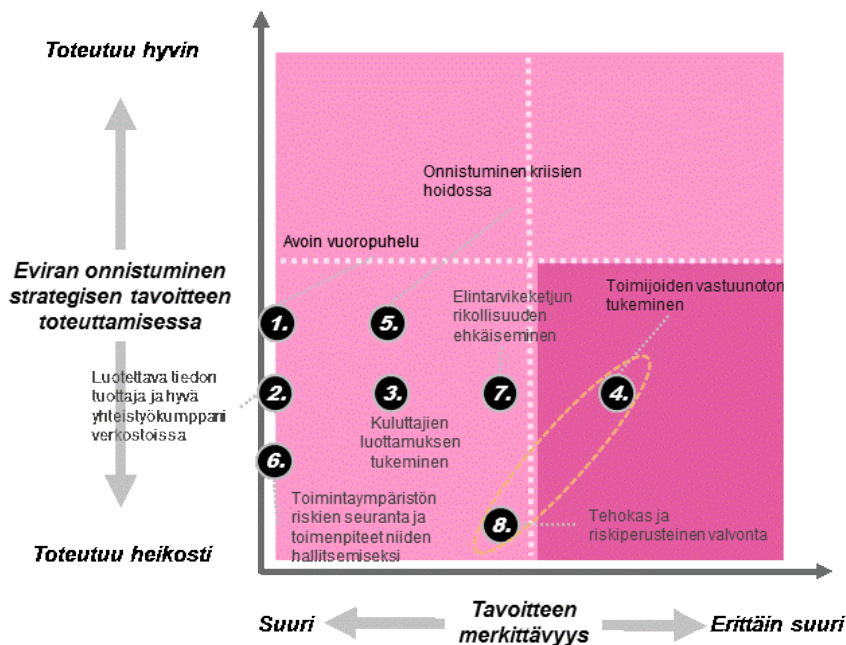 Toteutuu hyvin
Onnistuminen kriisien
hoidossa
Avoin vuoropuhelu
Eviran onnistuminen
strategisen tavoitteen
toteuttamisessa
Toimijoiden vastuunoton
tukeminen
Elintarvikeketjun
rikollisuuden
ehkäiseminen
1.
5.
Luotettava tiedon
tuottaja ja hyvä
yhteistyökumppani
verkostoissa
2.
3.
7.
4.
Kuluttajien
luottamuksen
tukeminen
6.
Toimintaympäristön
riskien seuranta ja
toimenpiteet niiden
hallitsemiseksi
8.
Tehokas ja
riskiperusteinen valvonta
Toteutuu heikosti
Suuri
Tavoitteen
merkittävyys
Erittäin suuri